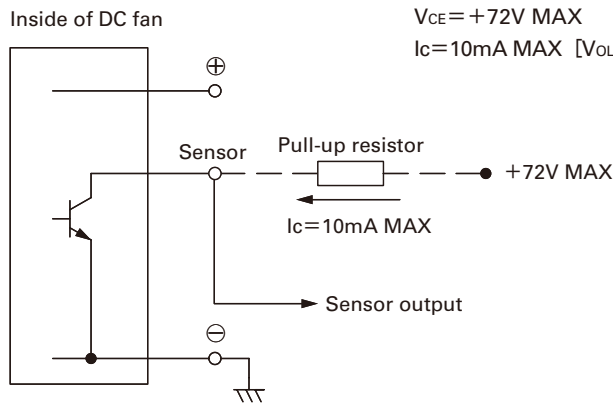 Inside of DC fan
VCE=+72V MAX
Ic=10mA MAX [VOL
⊕
Sensor
Pull-up resistor
+72V MAX
Ic=10mA MAX
Sensor output
⊖